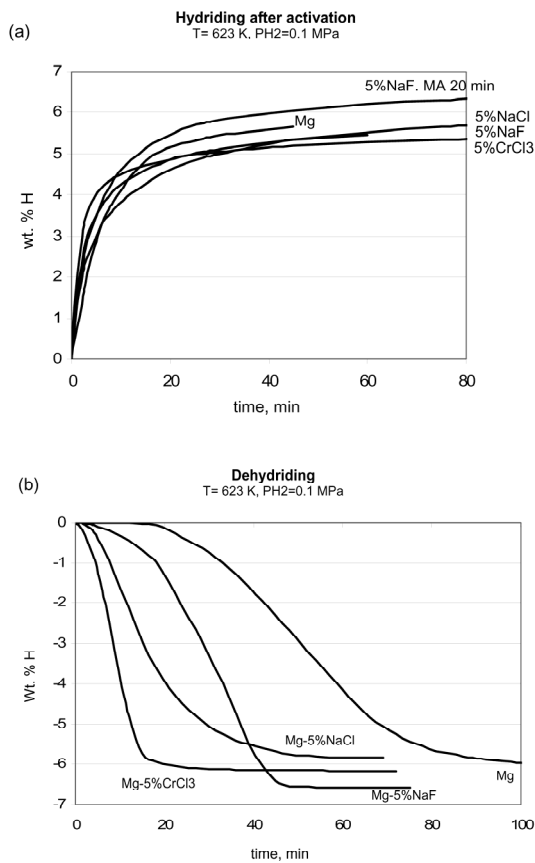 (a)
Hydriding after activation
T= 623 K. PH2=0.1 MPa
7
6
5
4
3
2
1
0
wt. % H
5%NaF. MA 20 min
Mg
5%NaCl
5%NaF
5%CrCl3
0 20 40 60 80
time, min
(b)
Dehydriding
T= 623 K, PH2=0.1 MPa
0
-1
-2
-3
-4
-5
-6
-7
Wt. % H
Mg-5%NaCl
Mg-5%CrCl3
Mg-5%NaF
Mg
0 20 40 60 80 100
time, min